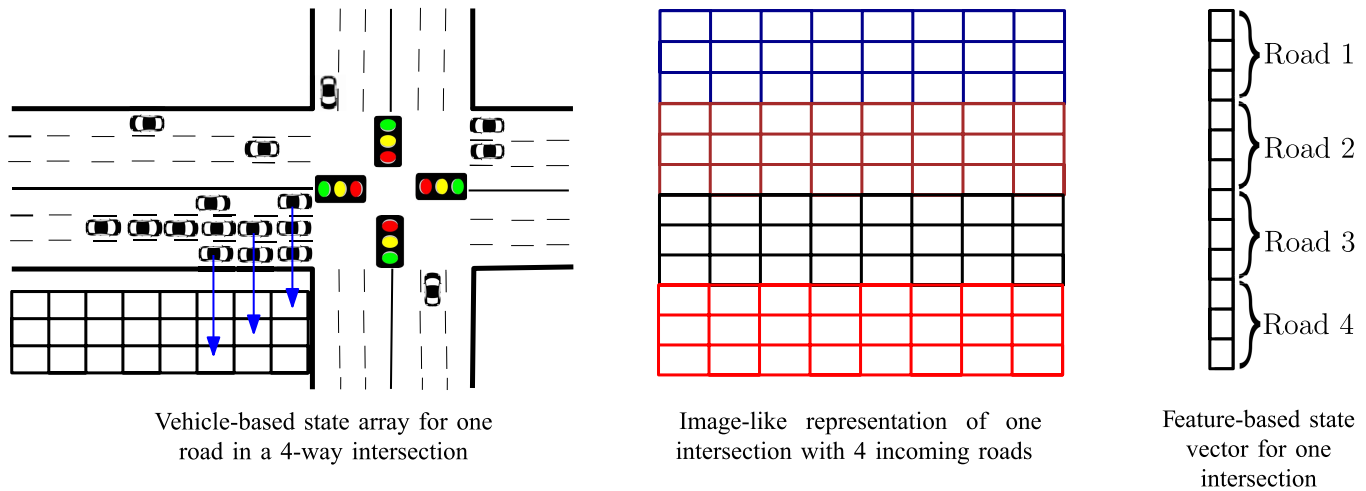 Road 1
Road 2
Road 3
Road 4
Vehicle-based state array for one
road in a 4-way intersection
Image-like representation of one
intersection with 4 incoming roads
Feature-based state
vector for one
intersection